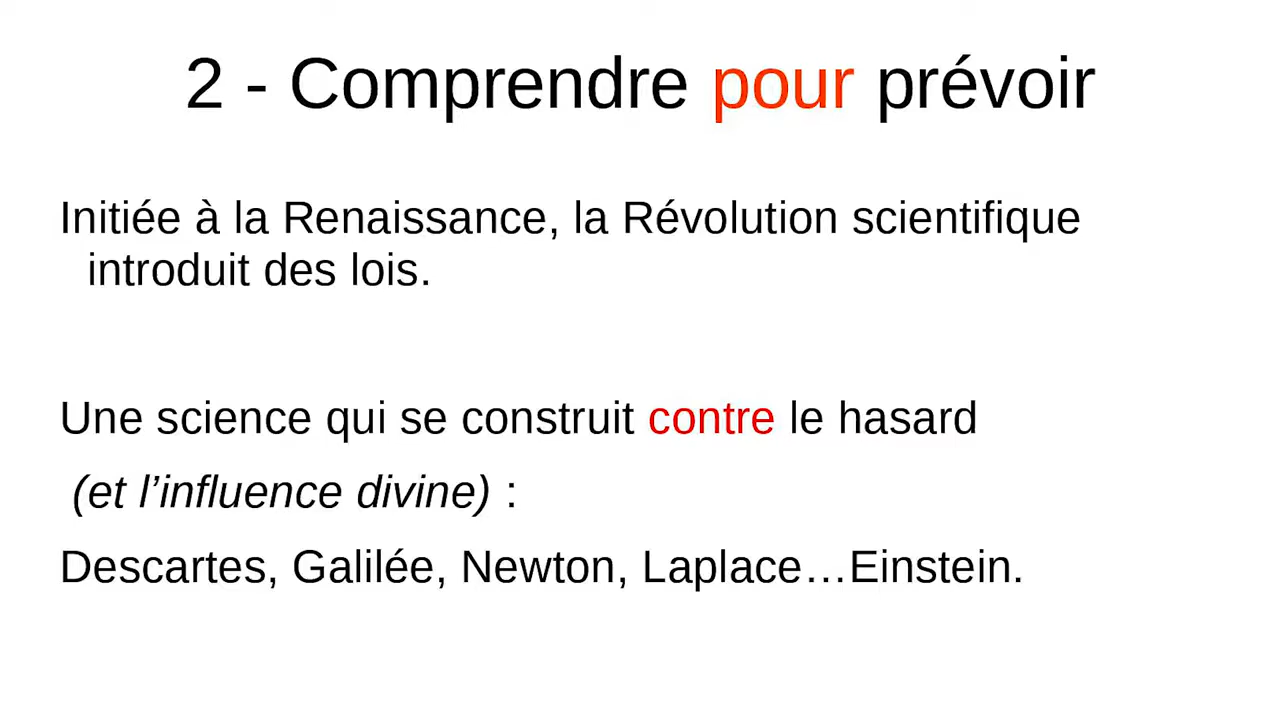 2 - Comprendre pour prévoir
Initiée à la Renaissance, la Révolution scientifique
introduit des lois.
Une science qui se construit contre le hasard
(et l’influence divine) :
Descartes, Galilée, Newton, Laplace…Einstein.